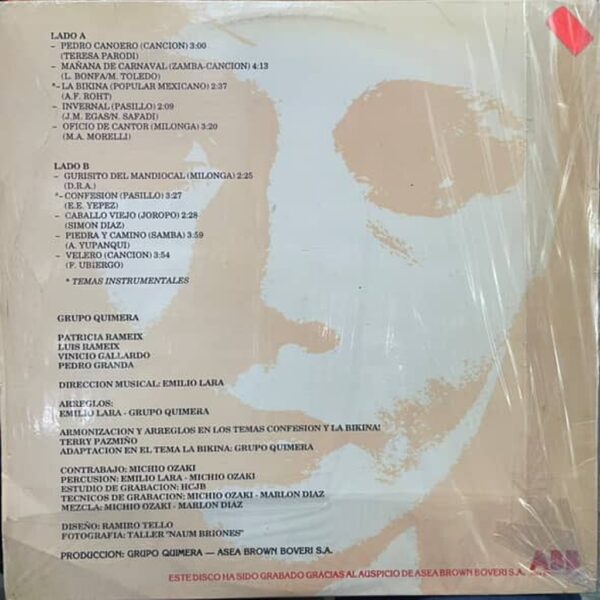 LADO A
- PEDRO CANOERO (CANCION) 3:00
(TERESA PARODI)
- MAÑANA DE CARNAVAL (ZAMBA-CANCION) 4:13
(L. BONFA/M. TOLEDO)
*- LA BIKINA (POPULAR MEXICANO) 2:37
(A.F. ROHT)
- INVERNAL (PASILLO) 2:09
(J.M. EGAS/N. SAFADI)
- OFICIO DE CANTOR (MILONGA) 3:20
(M.A. MORELLI)
LADO B
- GURISITO DEL MANDIOCAL (MILONGA) 2:25
(D.R.A.)
*- CONFESION (PASILLO) 3:27
(E.E. YEPEZ)
- CABALLO VIEJO (JOROPO) 2:28
(SIMON DIAZ)
- PIEDRA Y CAMINO (SAMBA) 3:59
(A. YUPANQUI)
- VELERO (CANCION) 3:54
(F. UBIERGO)
* TEMAS INSTRUMENTALES
GRUPO QUIMERA
PATRICIA RAMEIX
LUIS RAMEIX
VINICIO GALLARDO
PEDRO GRANDA
DIRECCION MUSICAL: EMILIO LARA
ARREGLOS:
EMILIO LARA - GRUPO QUIMERA
ARMONIZACION Y ARREGLOS EN LOS TEMAS CONFESION Y LA BIKINA:
TERRY PAZMIÑO
ADAPTACION EN EL TEMA LA BIKINA: GRUPO QUIMERA
CONTRABAJO: MICHIO OZAKI
PERCUSION: EMILIO LARA - MICHIO OZAKI
ESTUDIO DE GRABACION: HCJB
TECNICOS DE GRABACION: MICHIO OZAKI - MARLON DIAZ
MEZCLA: MICHIO OZAKI - MARLON DIAZ
DISEÑO: RAMIRO TELLO
FOTOGRAFIA: TALLER "NAUM BRIONES"
PRODUCCION: GRUPO QUIMERA — ASEA BROWN BOVERI S.A.
ABB
ESTE DISCO HA SIDO GRABADO GRACIAS AL AUSPICIO DE ASEA BROWN BOVERI S.A.